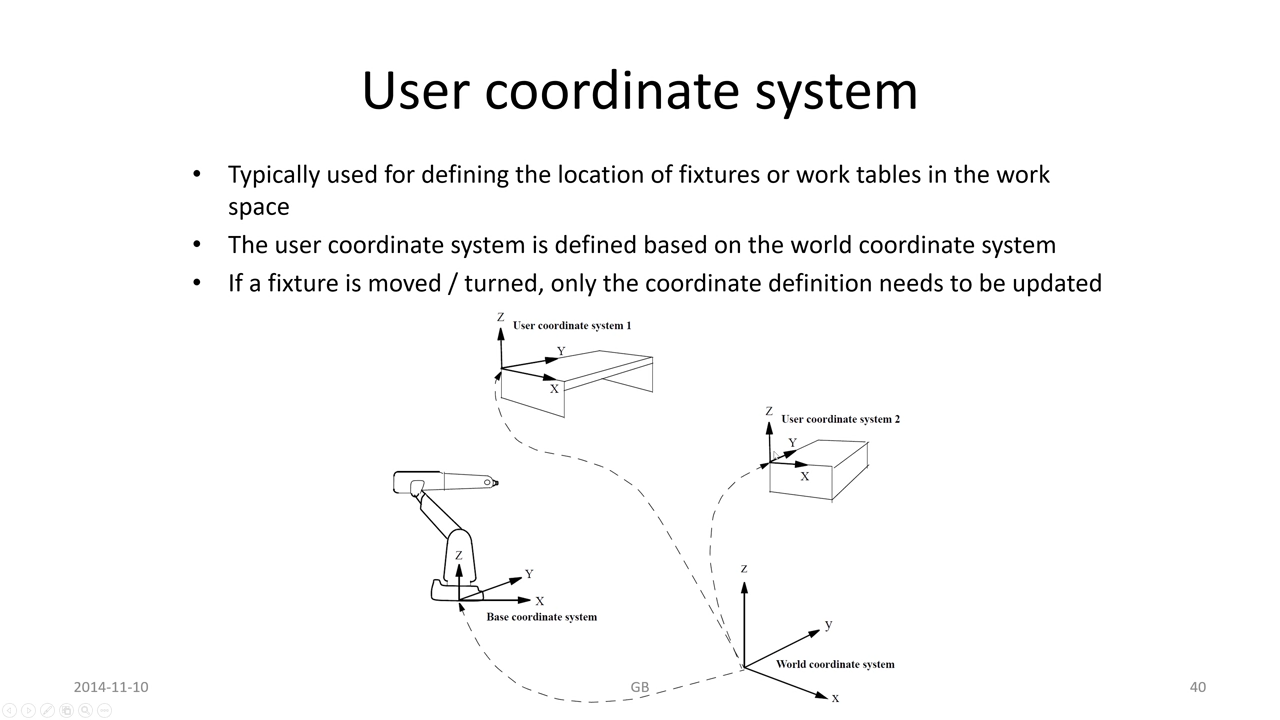 User coordinate system
• Typically used for defining the location of fixtures or work tables in the work
space
• The user coordinate system is defined based on the world coordinate system
• If a fixture is moved / turned, only the coordinate definition needs to be updated
Z
User coordinate system 1
Y
X
Z
User coordinate system 2
Y
X
Z
Y
X
Base coordinate system
z
y
World coordinate system
x
2014-11-10
GB
40